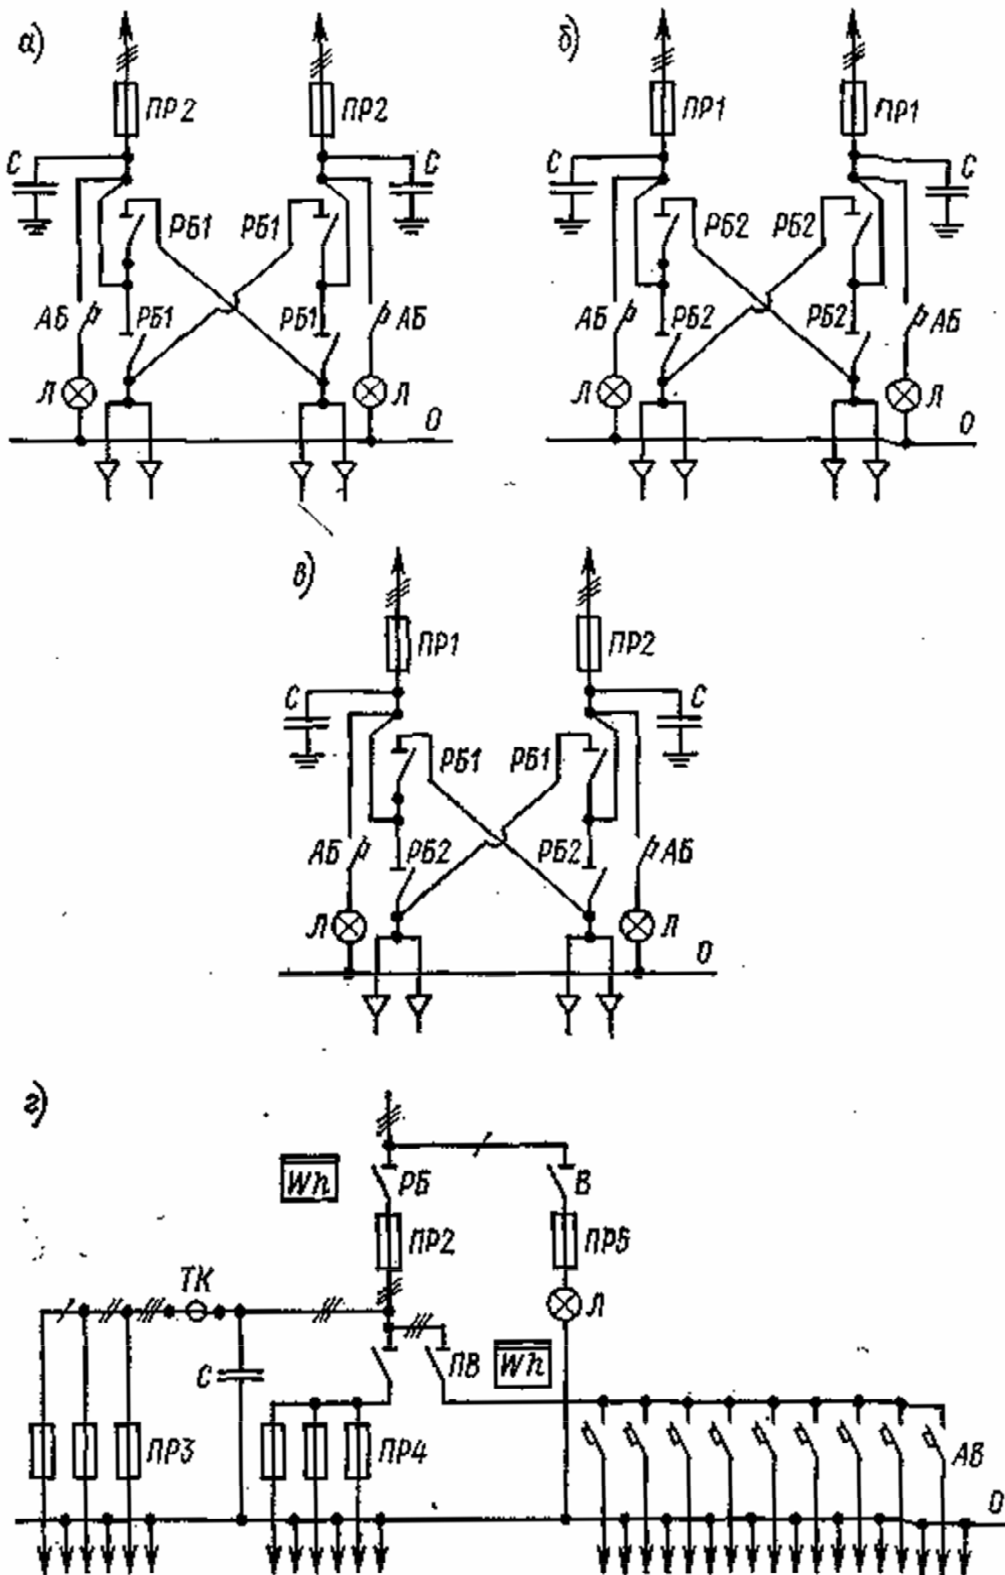 а)
ПР2
ПР2
С
С
РБ1
РБ1
АБ
РБ1
РБ1
АБ
Л
Л
0
б)
ПР1
ПР1
С
С
РБ2
РБ2
АБ
РБ2
РБ2
АБ
Л
Л
0
в)
ПР1
ПР2
С
С
РБ1
РБ1
АБ
РБ2
РБ2
АБ
Л
Л
0
г)
Wh
РБ
В
ПР2
ПР5
ТК
Л
С
ПВ
Wh
ПР3
ПР4
АВ
0